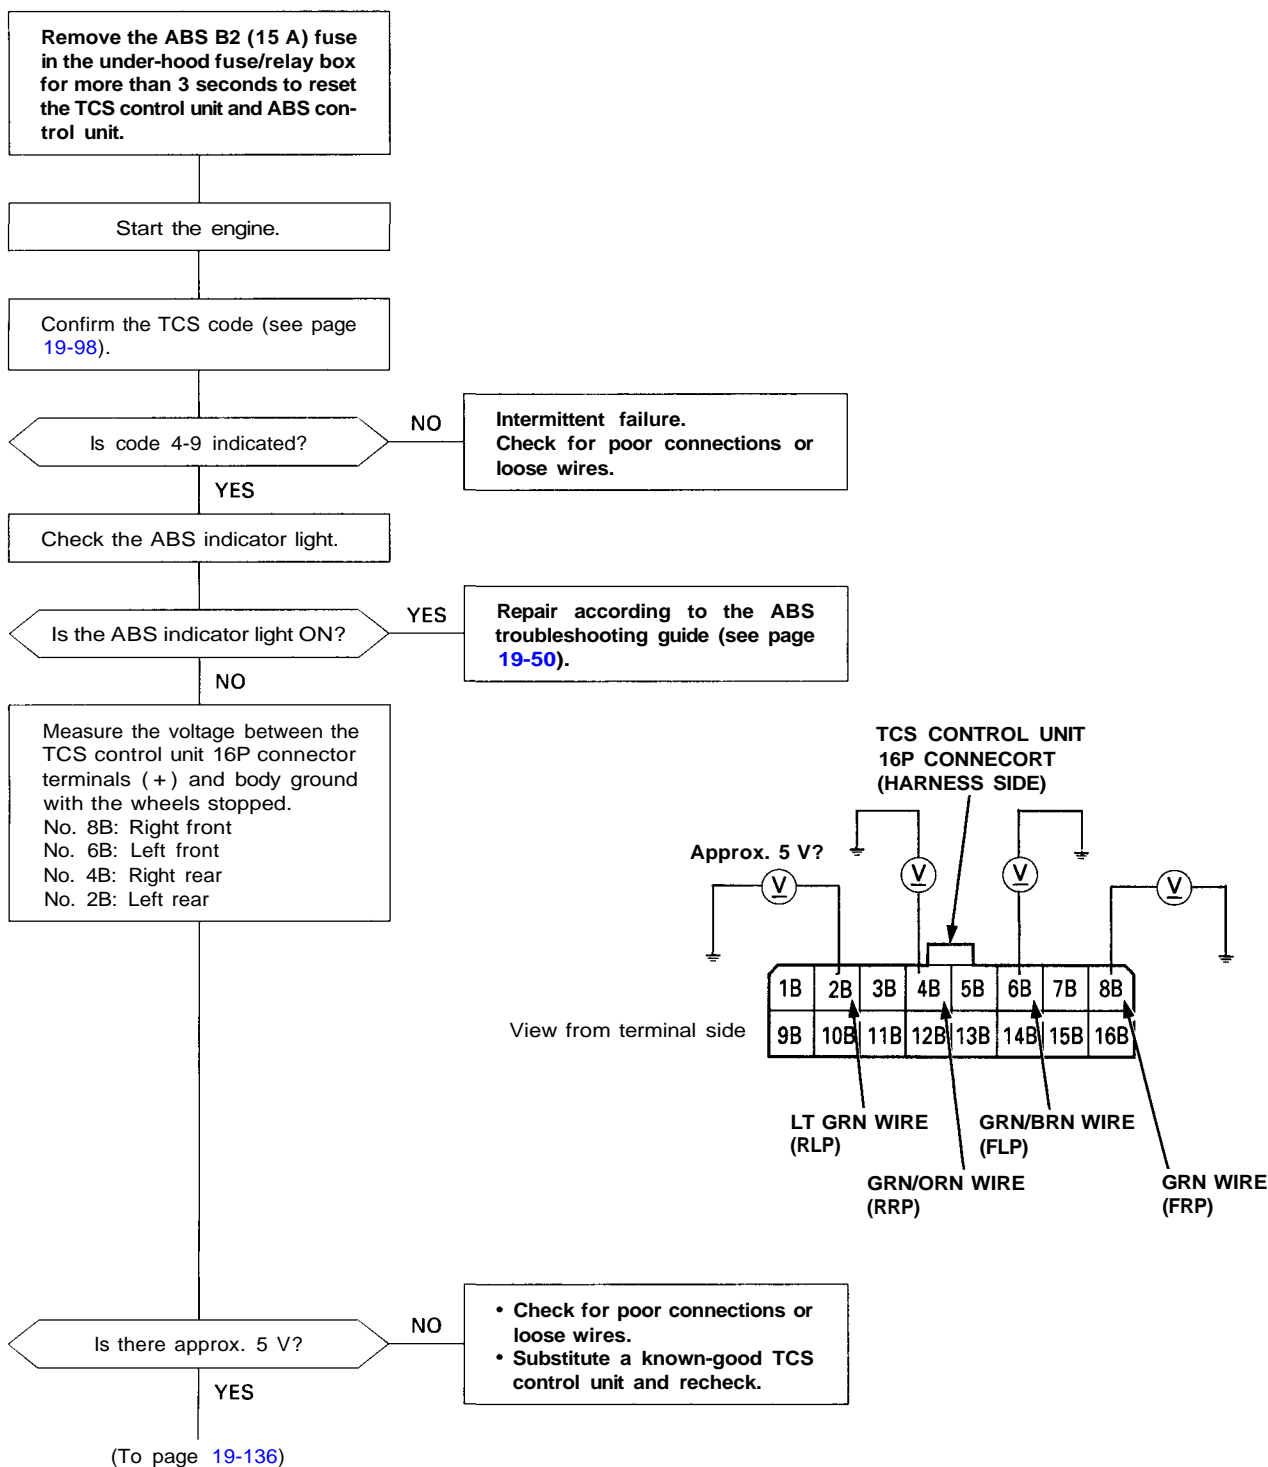 Remove the ABS B2 (15 A) fuse
in the under-hood fuse/relay box
for more than 3 seconds to reset
the TCS control unit and ABS con-
trol unit.
Start the engine.
Confirm the TCS code (see page
19-98).
Is code 4-9 indicated?
NO
Intermittent failure.
Check for poor connections or
loose wires.
YES
Check the ABS indicator light.
Is the ABS indicator light ON?
YES
Repair according to the ABS
troubleshooting guide (see page
19-50).
NO
Measure the voltage between the
TCS control unit 16P connector
terminals (+) and body ground
with the wheels stopped.
No. 8B: Right front
No. 6B: Left front
No. 4B: Right rear
No. 2B: Left rear
TCS CONTROL UNIT
16P CONNECORT
(HARNESS SIDE)
Approx. 5 V?
V V V V
1B 2B 3B 4B 5B 6B 7B 8B
View from terminal side
9B 10B 11B 12B 13B 14B 15B 16B
LT GRN WIRE
(RLP)
GRN/BRN WIRE
(FLP)
GRN/ORN WIRE
(RRP)
GRN WIRE
(FRP)
Is there approx. 5 V?
NO
• Check for poor connections or
loose wires.
• Substitute a known-good TCS
control unit and recheck.
YES
(To page 19-136)